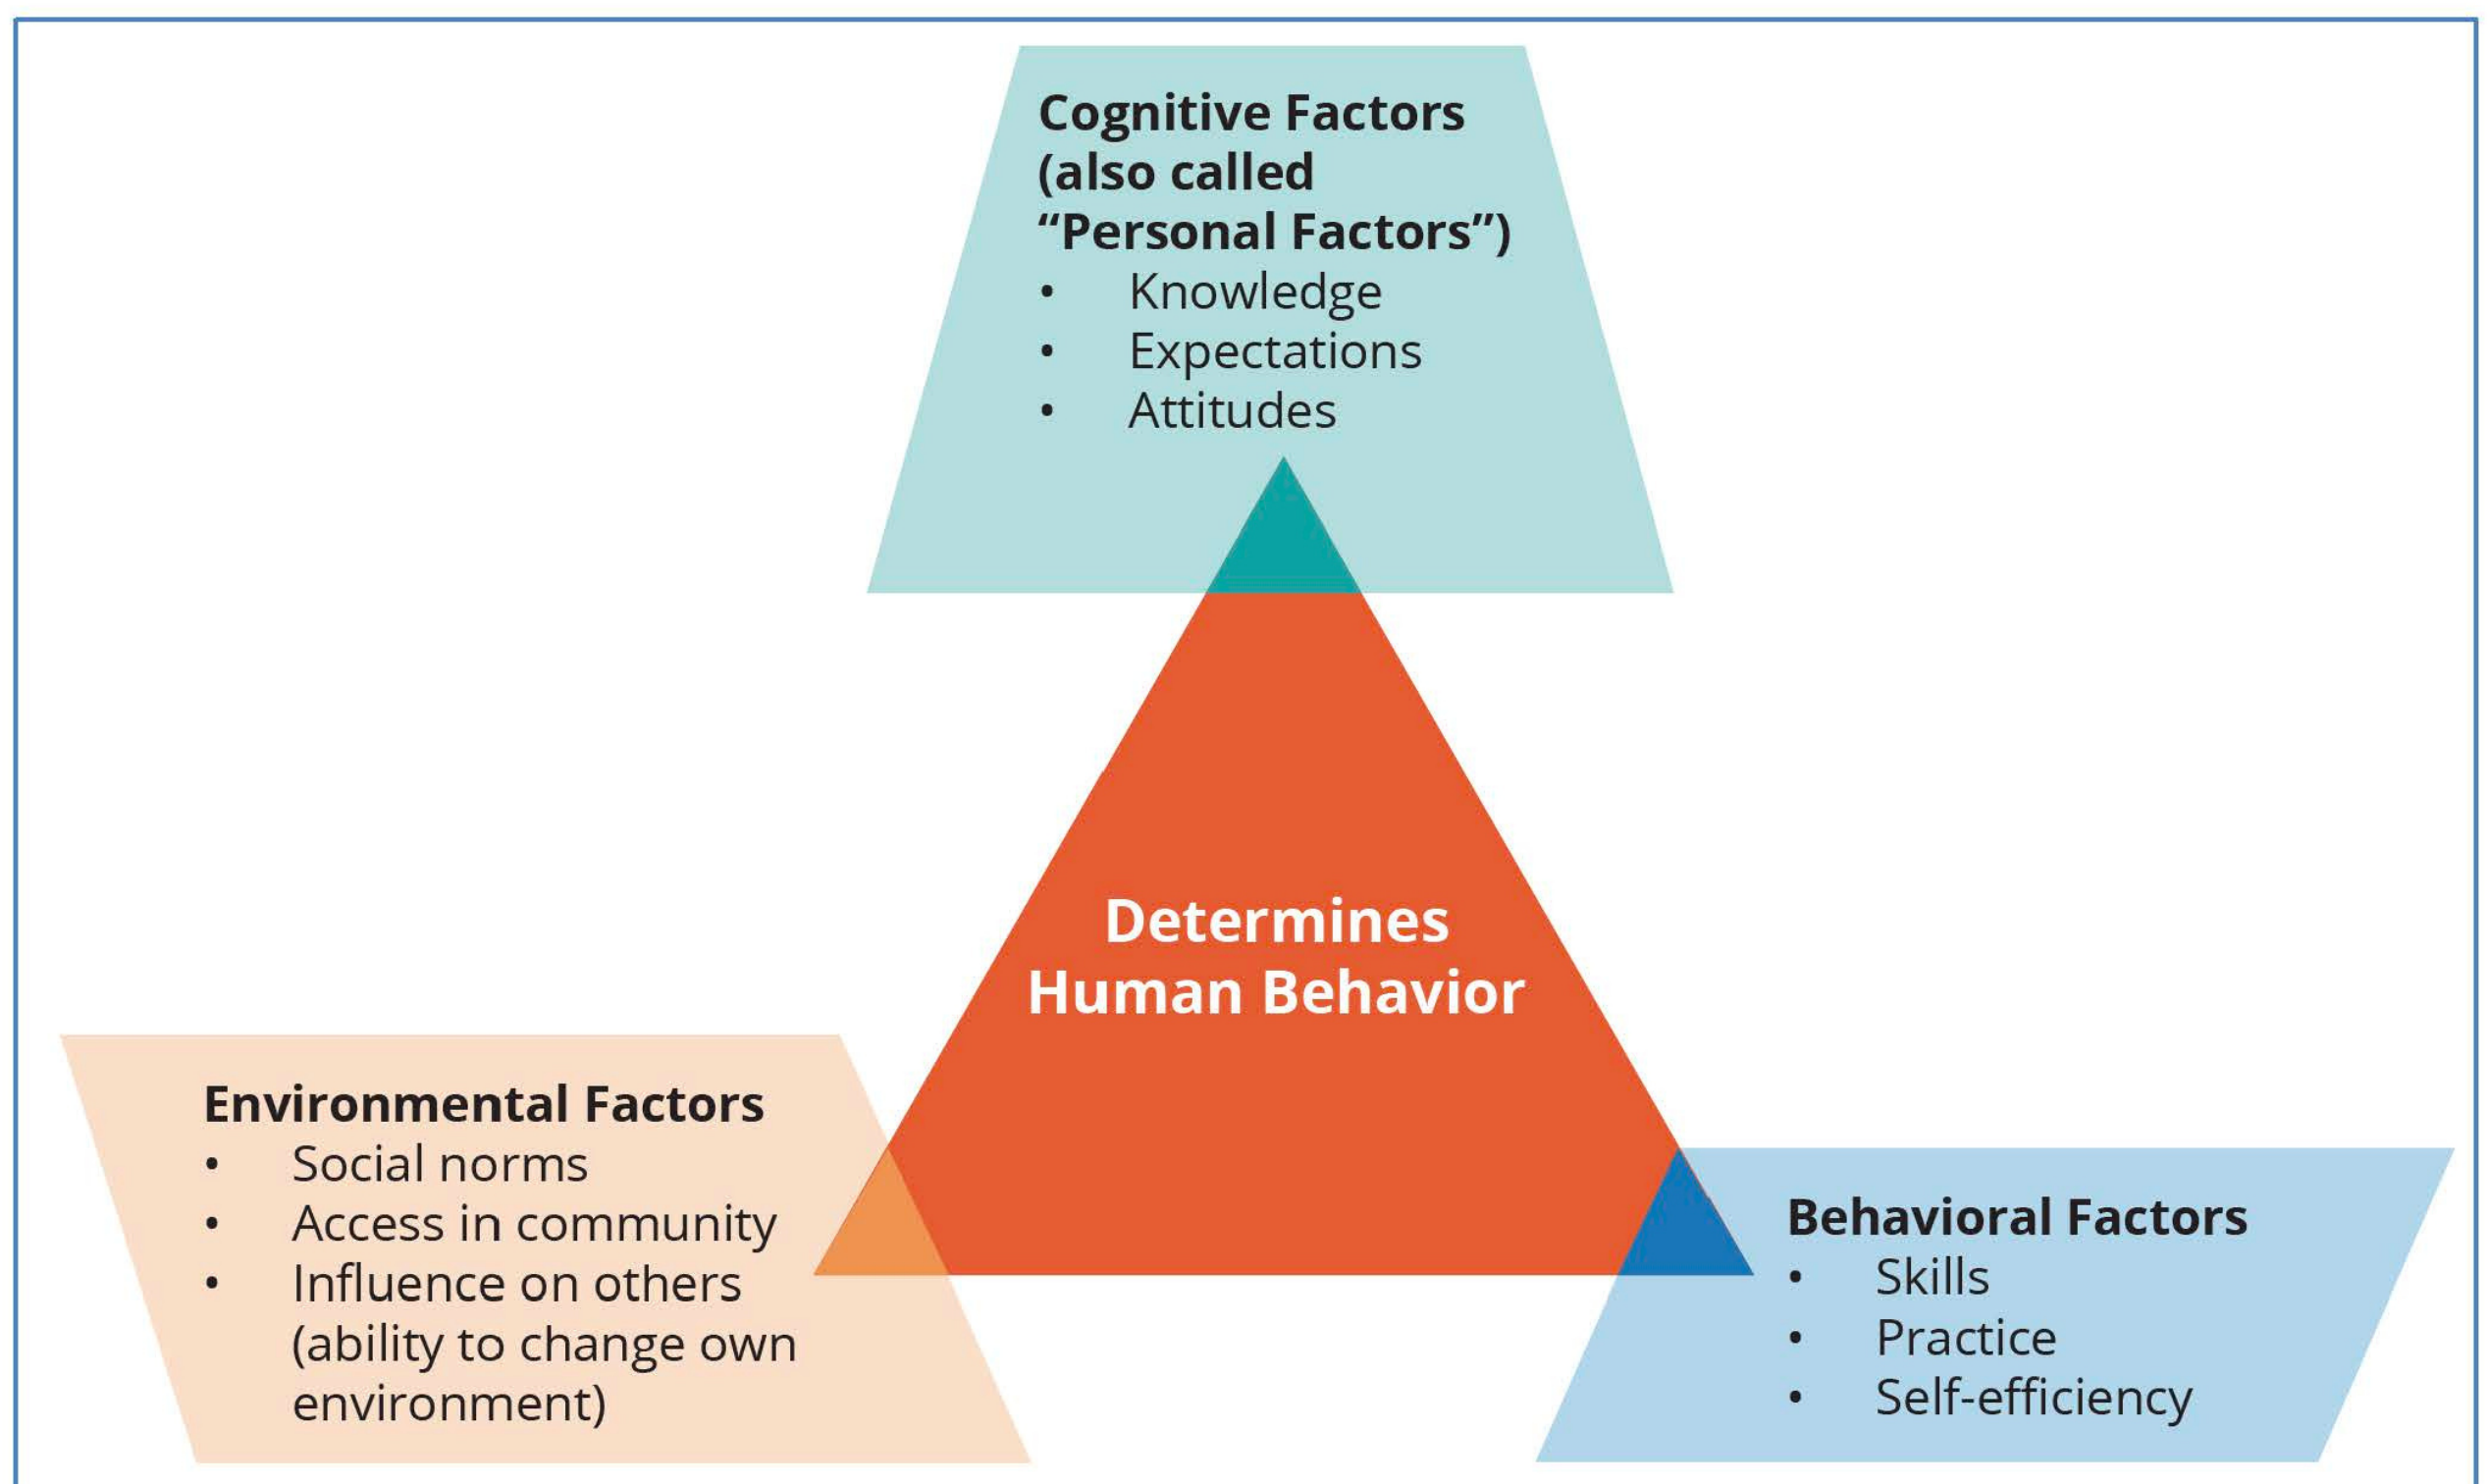 Cognitive Factors
(also called
“Personal Factors”)
• Knowledge
• Expectations
• Attitudes
Determines
Human Behavior
Environmental Factors
• Social norms
• Access in community
• Influence on others
(ability to change own
environment)
Behavioral Factors
• Skills
• Practice
• Self-efficiency